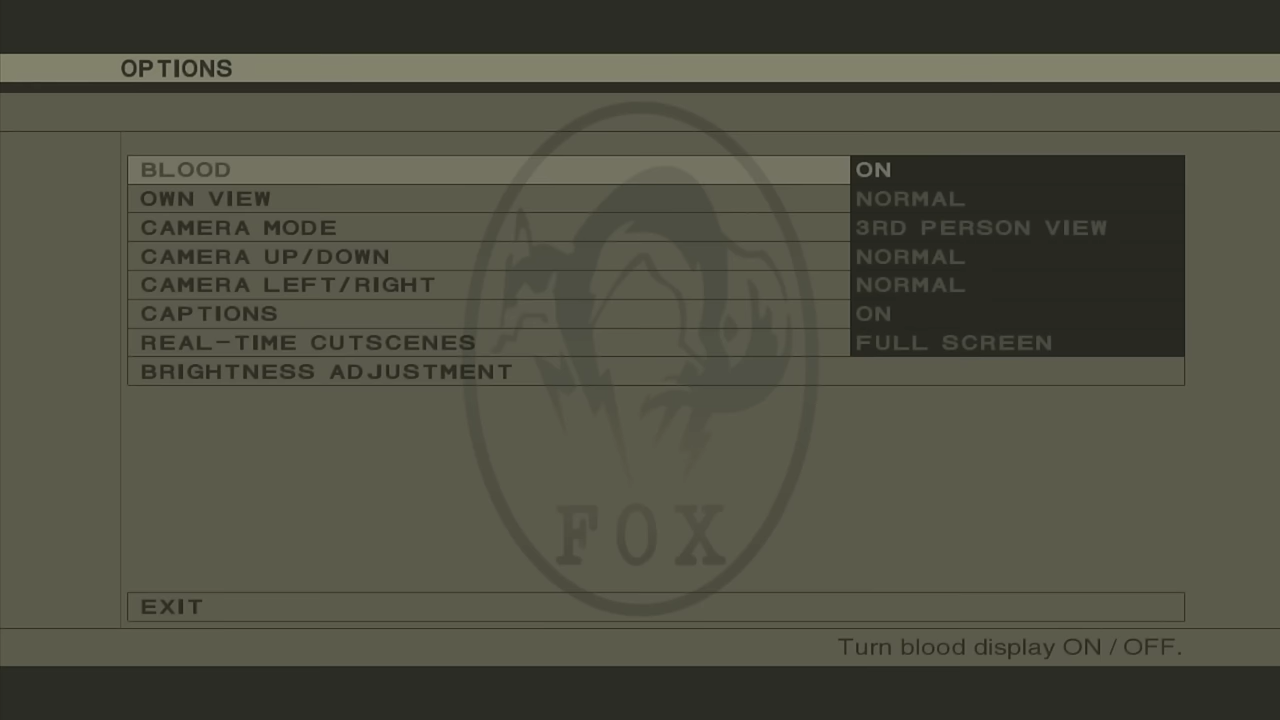 OPTIONS
BLOOD ON
OWN VIEW NORMAL
CAMERA MODE 3RD PERSON VIEW
CAMERA UP/DOWN NORMAL
CAMERA LEFT/RIGHT NORMAL
CAPTIONS ON
REAL-TIME CUTSCENES FULL SCREEN
BRIGHTNESS ADJUSTMENT
FOX
EXIT
Turn blood display ON / OFF.